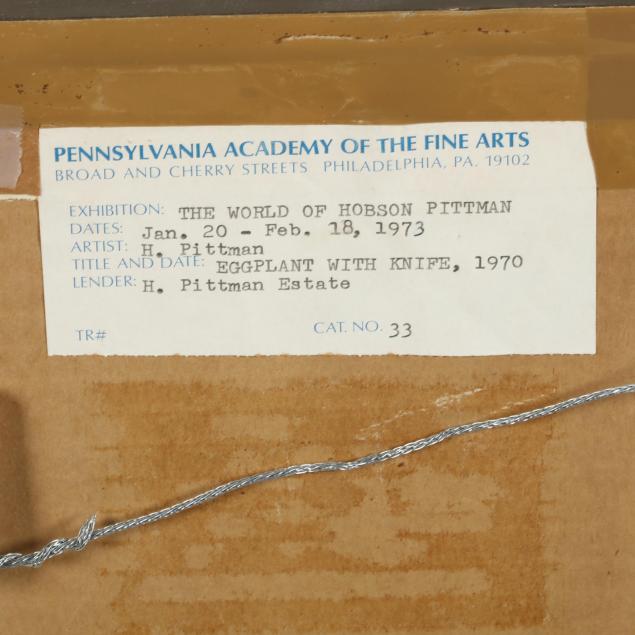 PENNSYLVANIA ACADEMY OF THE FINE ARTS
BROAD AND CHERRY STREETS PHILADELPHIA, PA. 19102
EXHIBITION: THE WORLD OF HOBSON PITTMAN
DATES: Jan. 20 - Feb. 18, 1973
ARTIST: H. Pittman
TITLE AND DATE: EGGPLANT WITH KNIFE, 1970
LENDER: H. Pittman Estate
TR# CAT. NO. 33